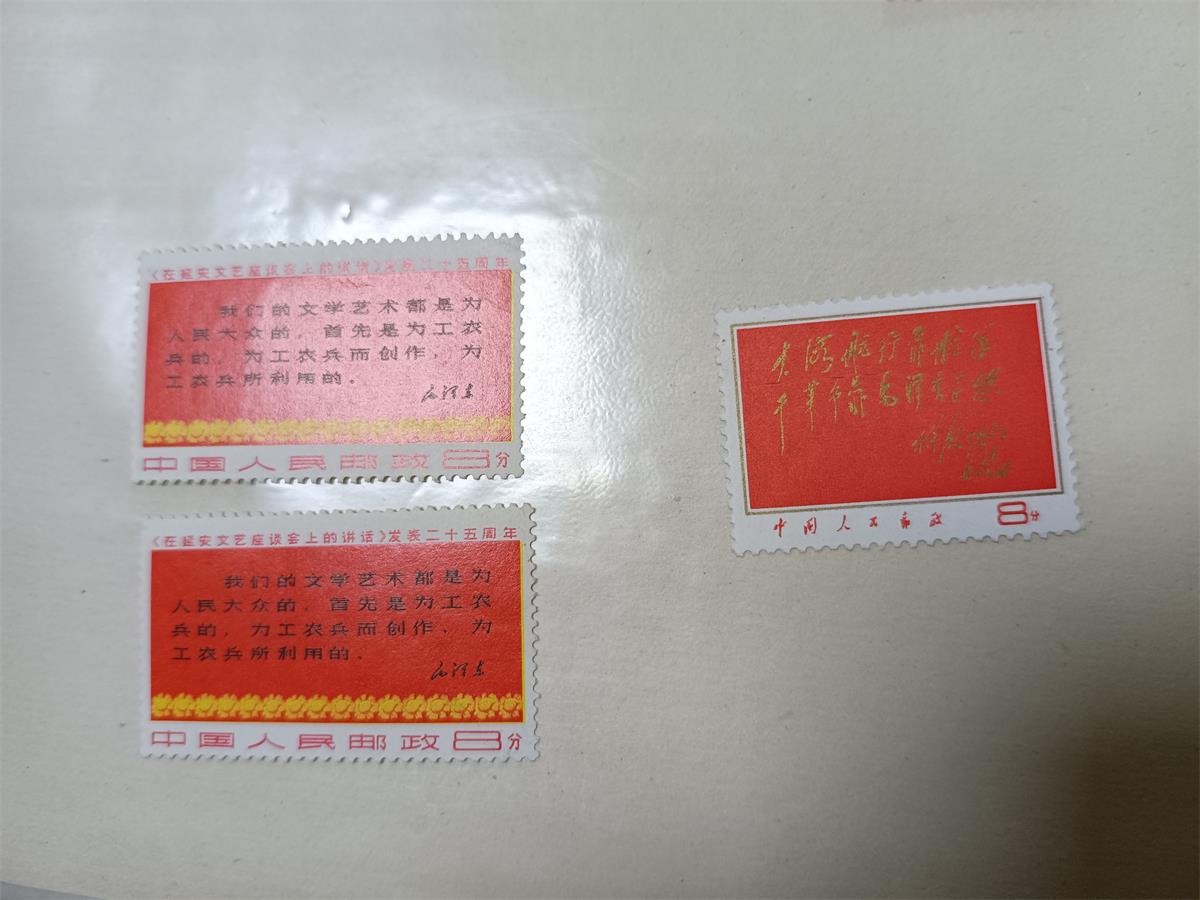 《在延安文艺座谈会上的讲话》发表二十五周年
我们的文学艺术都是为
人民大众的，首先是为工农
兵的，为工农兵而创作，为
工农兵所利用的。
毛泽东
中国人民邮政 8分
《在延安文艺座谈会上的讲话》发表二十五周年
我们的文学艺术都是为
人民大众的，首先是为工农
兵的，为工农兵而创作，为
工农兵所利用的。
毛泽东
中国人民邮政 8分
大海航行靠舵手
干革命靠毛泽东思想
中国人民邮政 8分